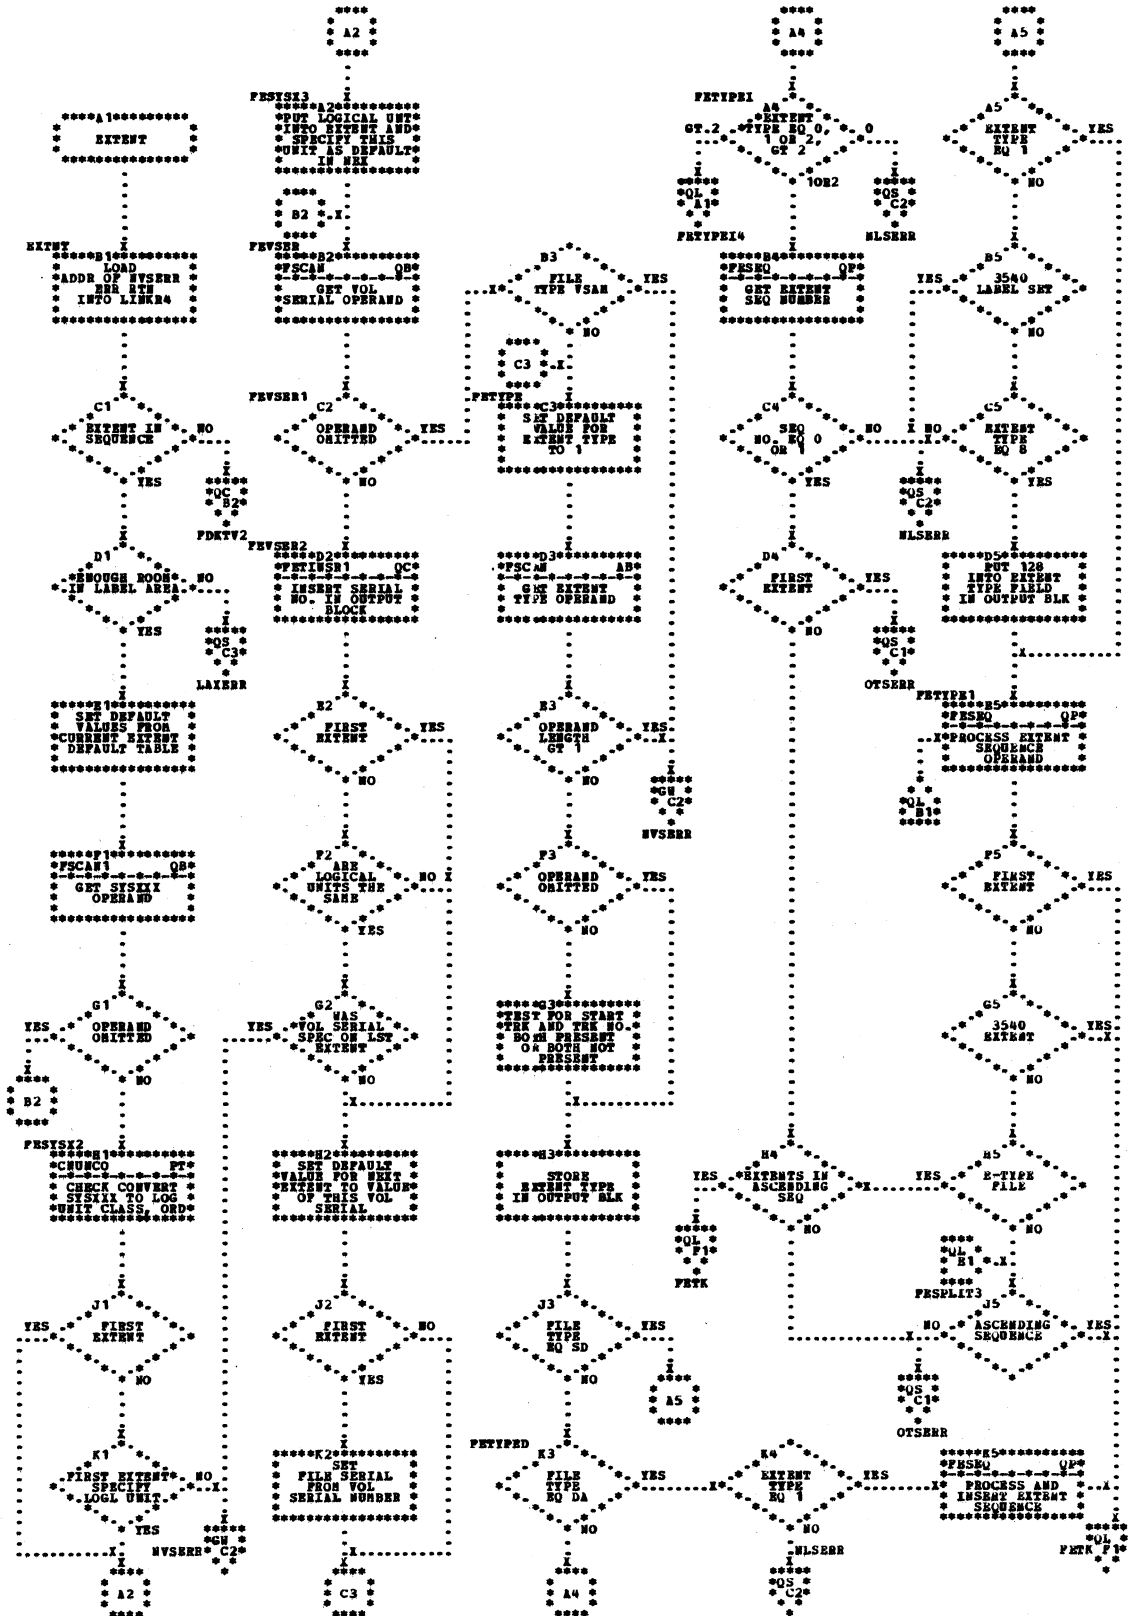 A1
EXTENT
EXTNT
B1
LOAD
ADDR OF NVSERR
ERR RTN
INTO LINKR4
C1
EXTENT IN
SEQUENCE
NO
QC
B2
FDKTV2
YES
D1
ENOUGH ROOM
IN LABEL AREA
NO
QS
C3
LAXERR
YES
E1
SET DEFAULT
VALUES FROM
CURRENT EXTENT
DEFAULT TABLE
F1
FSCAN1 QB
GET SYSXXX
OPERAND
G1
OPERAND
OMITTED
YES
B2
NO
FESYSX2
H1
CNUMCO PT
CHECK CONVERT
SYSXXX TO LOG
UNIT CLASS, ORD
J1
FIRST
EXTENT
YES
NO
K1
FIRST EXTENT
SPECIFY
LOGL UNIT
NO
YES
NVSERR
GW
C2
A2
A2
FESYSX3
A2
PUT LOGICAL UNT
INTO EXTENT AND
SPECIFY THIS
UNIT AS DEFAULT
IN NEX
B2
FEVSER
B2
FSCAN QB
GET VOL
SERIAL OPERAND
FEVSER1
C2
OPERAND
OMITTED
YES
NO
FEVSER2
D2
FETINSR1 QC
INSERT SERIAL
NO. IN OUTPUT
BLOCK
E2
FIRST
EXTENT
YES
NO
F2
ARE
LOGICAL
UNITS THE
SAME
NO
YES
G2
WAS
VOL SERIAL
SPEC ON LST
EXTENT
YES
NO
H2
SET DEFAULT
VALUE FOR NEXT
EXTENT TO VALUE
OF THIS VOL
SERIAL
J2
FIRST
EXTENT
NO
YES
K2
SET
FILE SERIAL
FROM VOL
SERIAL NUMBER
C3
B3
FILE
TYPE VSAM
YES
NO
C3
FETYPE
C3
SET DEFAULT
VALUE FOR
EXTENT TYPE
TO 1
D3
FSCAN AB
GET EXTENT
TYPE OPERAND
E3
OPERAND
LENGTH
GT 1
YES
NO
GW
C2
NVSERR
F3
OPERAND
OMITTED
YES
NO
G3
TEST FOR START
TRK AND TRK NO.
BOTH PRESENT
OR BOTH NOT
PRESENT
H3
STORE
EXTENT TYPE
IN OUTPUT BLK
J3
FILE
TYPE
EQ SD
YES
A5
NO
FETYPED
K3
FILE
TYPE
EQ DA
YES
NO
A4
A4
FETYPEI
A4
EXTENT
TYPE EQ 0,
1 OR 2,
GT 2
GT.2
0
QL
A1
FETYPEI4
QS
C2
NLSERR
1OR2
B4
FESEQ QP
GET EXTENT
SEQ NUMBER
C4
SEQ
NO. EQ 0
OR 1
NO
YES
QS
C2
NLSERR
D4
FIRST
EXTENT
YES
NO
QS
C1
OTSERR
H4
EXTENTS IN
ASCENDING
SEQ
YES
NO
QL
F1
FETK
K4
EXTENT
TYPE
EQ 1
YES
NO
NLSERR
QS
C2
A5
A5
EXTENT
TYPE
EQ 1
YES
NO
B5
3540
LABEL SET
YES
NO
C5
EXTENT
TYPE
EQ 8
NO
YES
D5
PUT 128
INTO EXTENT
TYPE FIELD
IN OUTPUT BLK
FETYPE1
E5
FESEQ QP
PROCESS EXTENT
SEQUENCE
OPERAND
QL
B1
F5
FIRST
EXTENT
YES
NO
G5
3540
EXTENT
YES
NO
H5
E-TYPE
FILE
YES
NO
QL
E1
FESPLIT3
J5
ASCENDING
SEQUENCE
NO
YES
QS
C1
OTSERR
K5
FESEQ QP
PROCESS AND
INSERT EXTENT
SEQUENCE
FETK
QL
F1